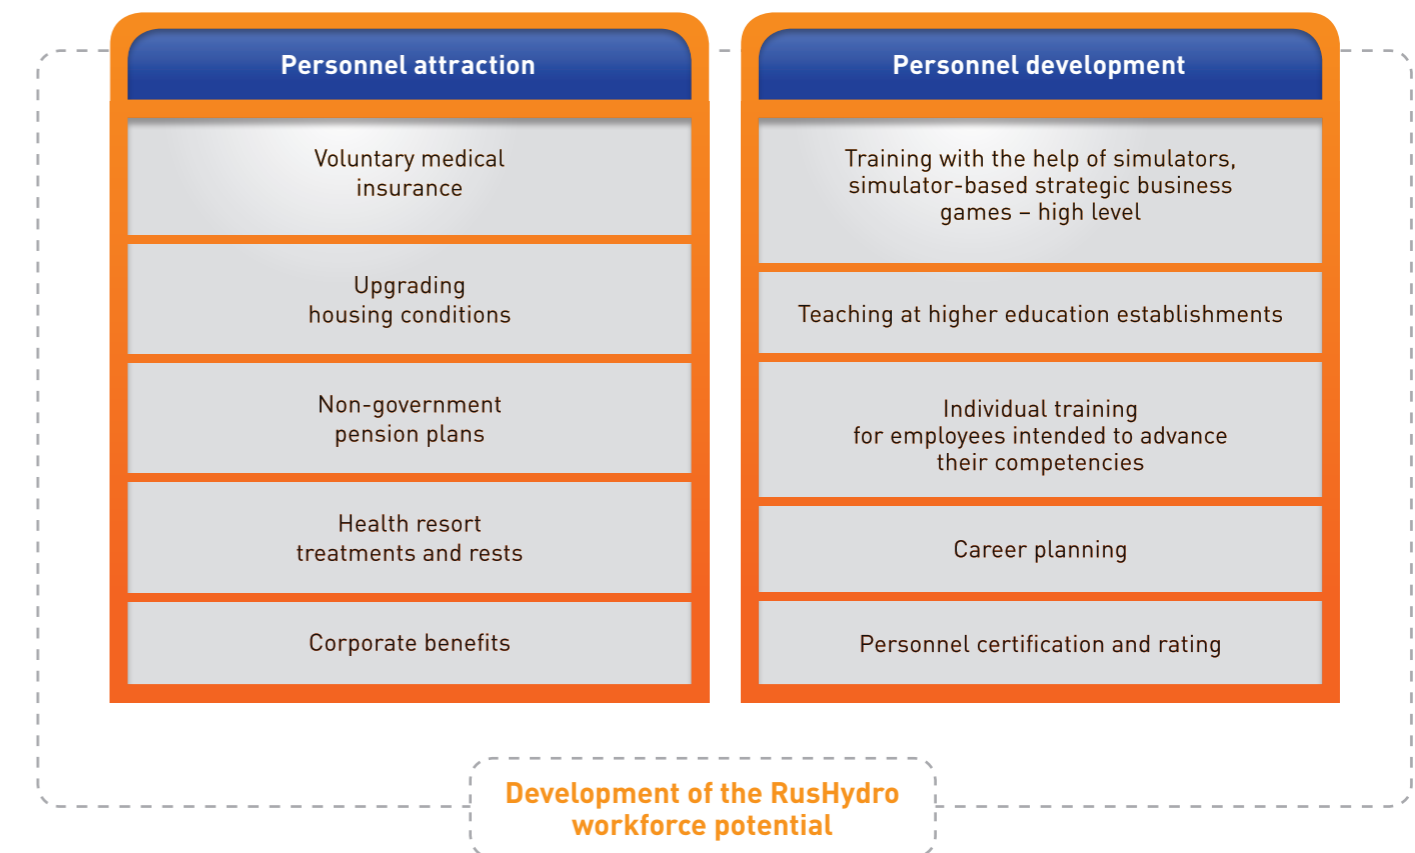 Personnel attraction
Voluntary medical
insurance
Upgrading
housing conditions
Non-government
pension plans
Health resort
treatments and rests
Corporate benefits
Personnel development
Training with the help of simulators,
simulator-based strategic business
games – high level
Teaching at higher education establishments
Individual training
for employees intended to advance
their competencies
Career planning
Personnel certification and rating
Development of the RusHydro
workforce potential